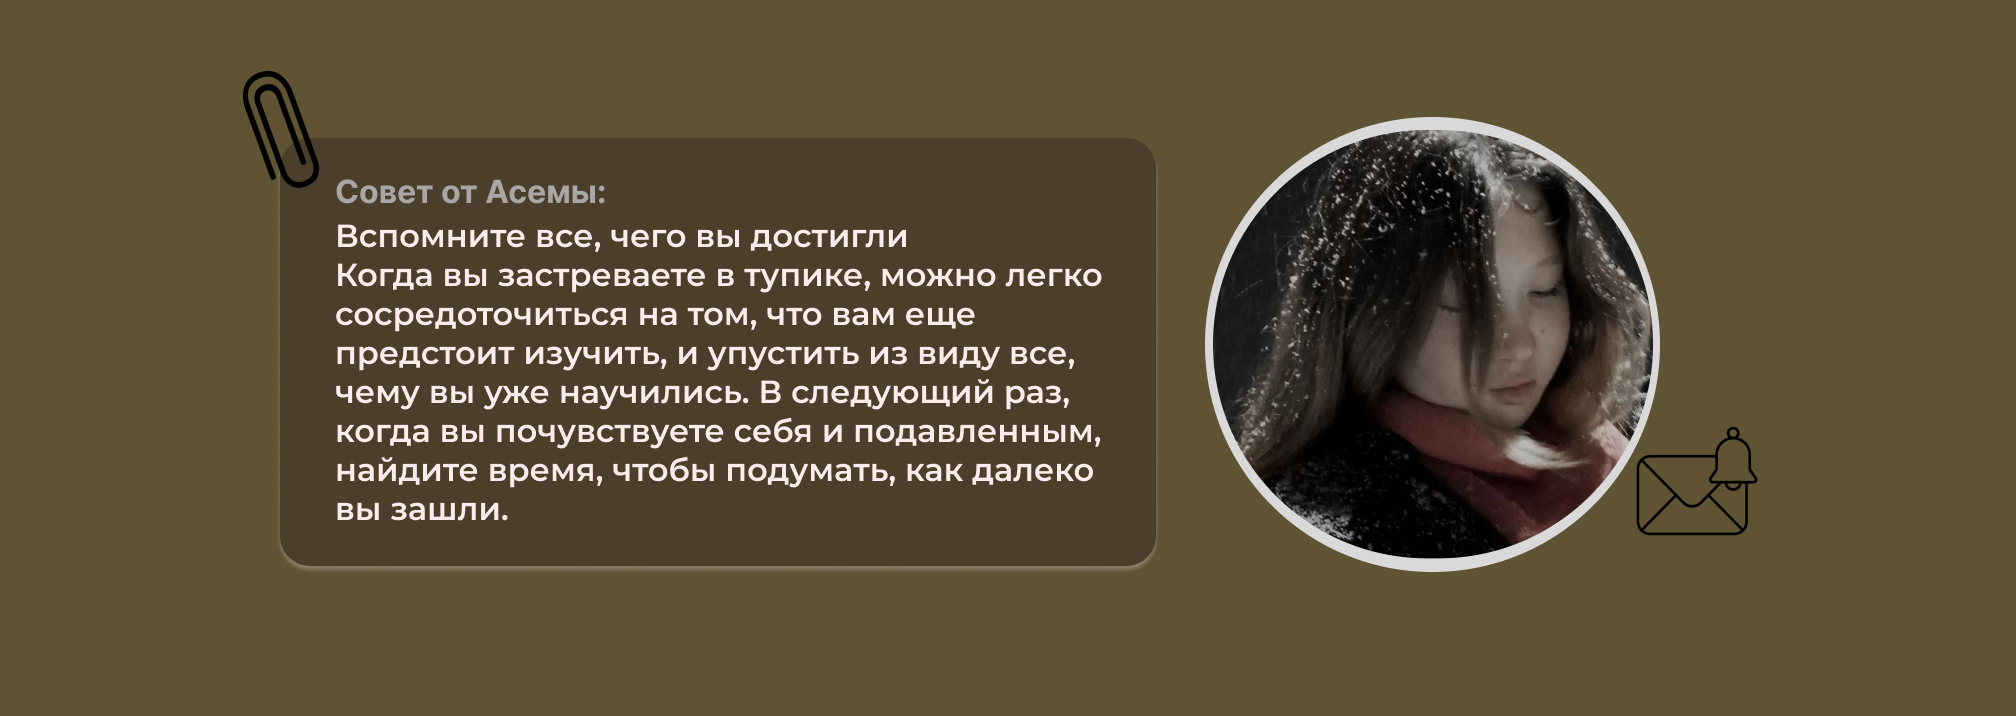 Совет от Асемы:
Вспомните все, чего вы достигли
Когда вы застреваете в тупике, можно легко
сосредоточиться на том, что вам еще
предстоит изучить, и упустить из виду все,
чему вы уже научились. В следующий раз,
когда вы почувствуете себя и подавленным,
найдите время, чтобы подумать, как далеко
вы зашли.